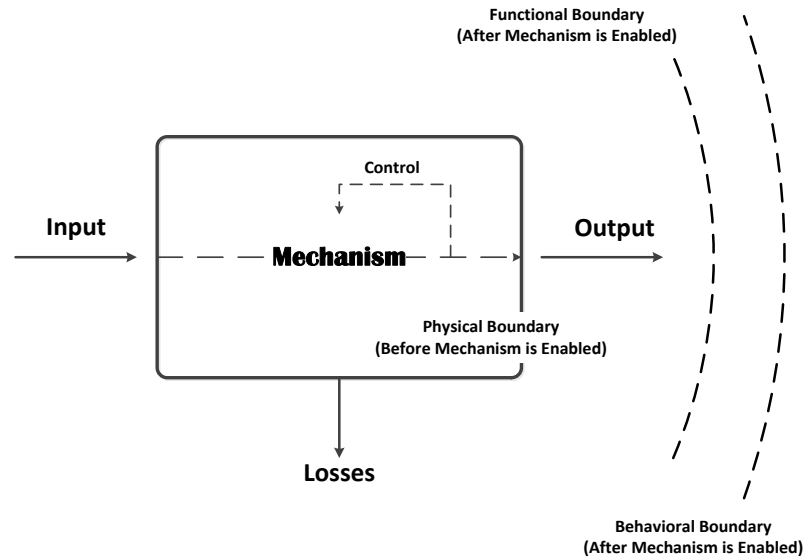 Functional Boundary
(After Mechanism is Enabled)
Control
Input
Mechanism
Output
Physical Boundary
(Before Mechanism is Enabled)
Losses
Behavioral Boundary
(After Mechanism is Enabled)